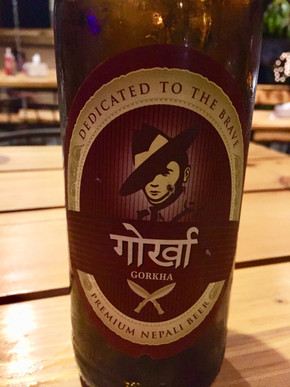 DEDICATED TO THE BRAVE
गोर्खा
GORKHA
PREMIUM NEPALI BEER